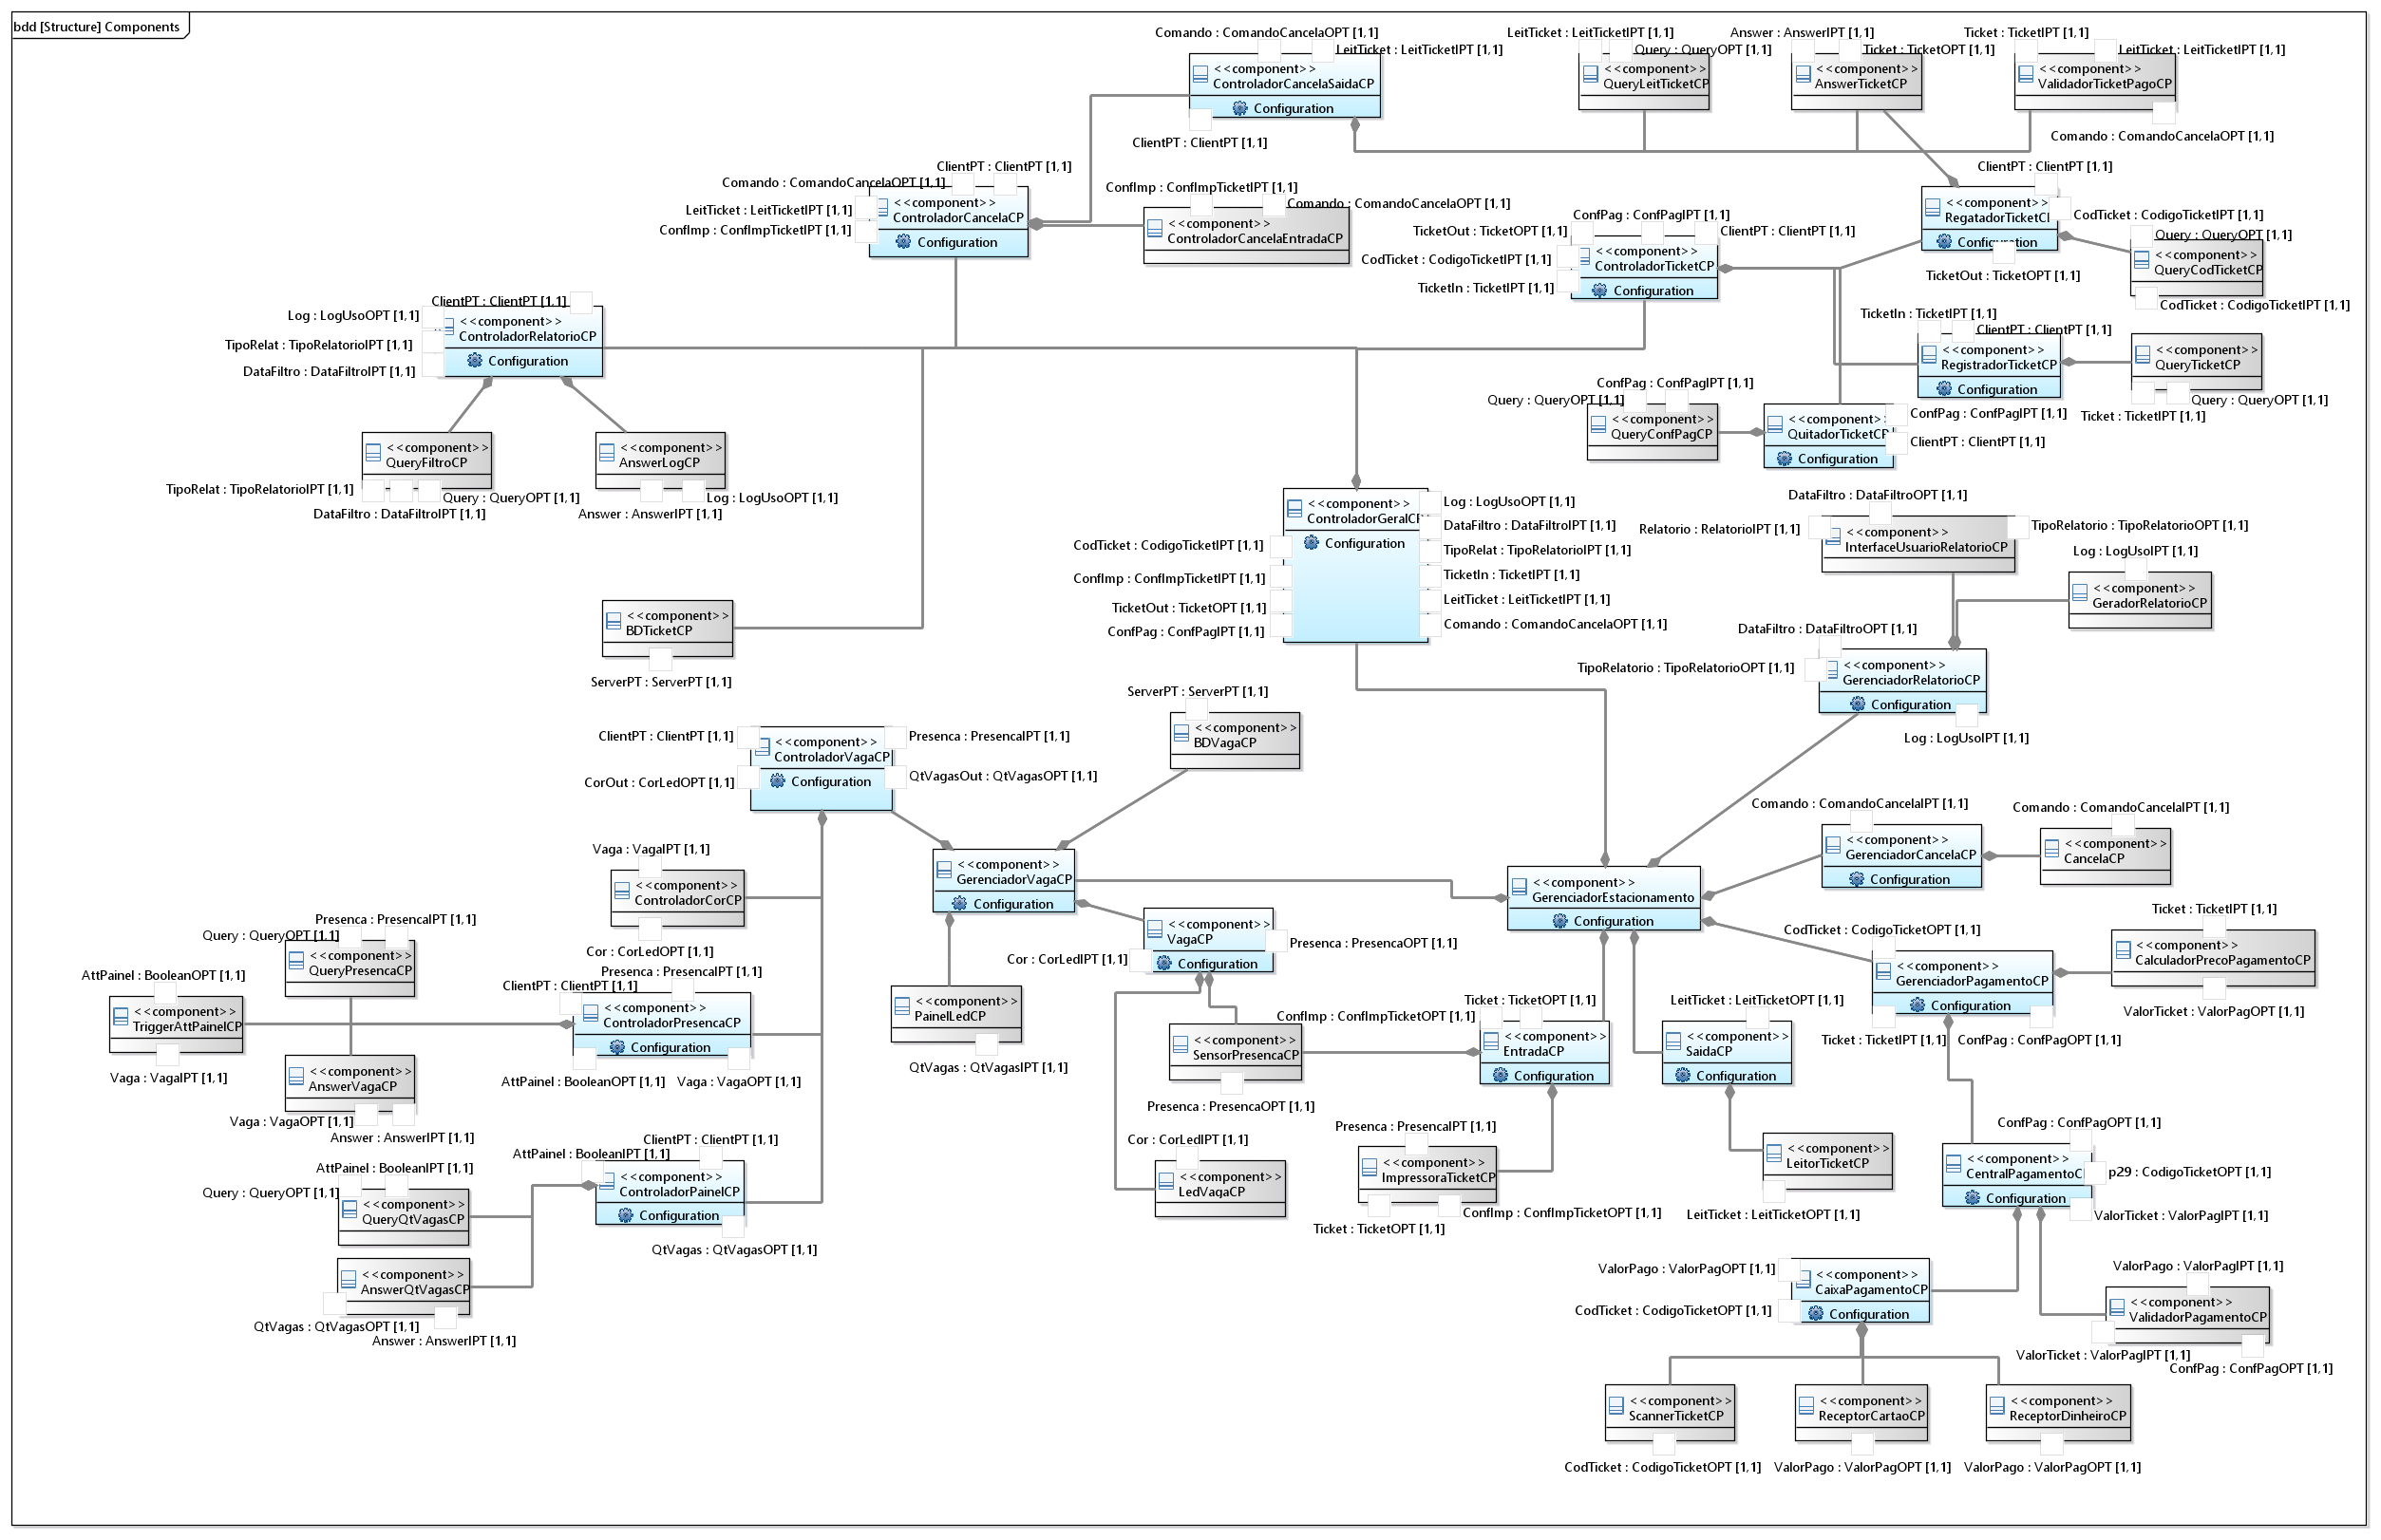 bdd [Structure] Components
Comando : ComandoCancelaOPT [1,1]
LeitTicket : LeitTicketIPT [1,1]
<<component>>
ControladorCancelaSaidaCP
Configuration
ClientPT : ClientPT [1,1]
LeitTicket : LeitTicketIPT [1,1]
Query : QueryOPT [1,1]
<<component>>
QueryLeitTicketCP
Answer : AnswerIPT [1,1]
Ticket : TicketOPT [1,1]
<<component>>
AnswerTicketCP
Ticket : TicketIPT [1,1]
LeitTicket : LeitTicketIPT [1,1]
<<component>>
ValidadorTicketPagoCP
Comando : ComandoCancelaOPT [1,1]
ClientPT : ClientPT [1,1]
Comando : ComandoCancelaOPT [1,1]
LeitTicket : LeitTicketIPT [1,1]
ConfImp : ConfImpTicketIPT [1,1]
<<component>>
ControladorCancelaCP
Configuration
ConfImp : ConfImpTicketIPT [1,1]
Comando : ComandoCancelaOPT [1,1]
<<component>>
ControladorCancelaEntradaCP
ConfPag : ConfPagIPT [1,1]
TicketOut : TicketOPT [1,1]
ClientPT : ClientPT [1,1]
CodTicket : CodigoTicketIPT [1,1]
TicketIn : TicketIPT [1,1]
<<component>>
ControladorTicketCP
Configuration
ClientPT : ClientPT [1,1]
<<component>>
RegatadorTicketCP
Configuration
CodTicket : CodigoTicketIPT [1,1]
TicketOut : TicketOPT [1,1]
Query : QueryOPT [1,1]
<<component>>
QueryCodTicketCP
CodTicket : CodigoTicketIPT [1,1]
TicketIn : TicketIPT [1,1]
ClientPT : ClientPT [1,1]
<<component>>
RegistradorTicketCP
Configuration
<<component>>
QueryTicketCP
Query : QueryOPT [1,1]
Ticket : TicketIPT [1,1]
ConfPag : ConfPagIPT [1,1]
Query : QueryOPT [1,1]
<<component>>
QueryConfPagCP
<<component>>
QuitadorTicketCP
Configuration
ConfPag : ConfPagIPT [1,1]
ClientPT : ClientPT [1,1]
ClientPT : ClientPT [1,1]
Log : LogUsoOPT [1,1]
TipoRelat : TipoRelatorioIPT [1,1]
DataFiltro : DataFiltroIPT [1,1]
<<component>>
ControladorRelatorioCP
Configuration
<<component>>
QueryFiltroCP
TipoRelat : TipoRelatorioIPT [1,1]
Query : QueryOPT [1,1]
DataFiltro : DataFiltroIPT [1,1]
<<component>>
AnswerLogCP
Log : LogUsoOPT [1,1]
Answer : AnswerIPT [1,1]
<<component>>
ControladorGeralCP
Configuration
CodTicket : CodigoTicketIPT [1,1]
ConfImp : ConfImpTicketIPT [1,1]
TicketOut : TicketOPT [1,1]
ConfPag : ConfPagIPT [1,1]
Log : LogUsoOPT [1,1]
DataFiltro : DataFiltroIPT [1,1]
TipoRelat : TipoRelatorioIPT [1,1]
TicketIn : TicketIPT [1,1]
LeitTicket : LeitTicketIPT [1,1]
Comando : ComandoCancelaOPT [1,1]
DataFiltro : DataFiltroOPT [1,1]
Relatorio : RelatorioIPT [1,1]
TipoRelatorio : TipoRelatorioOPT [1,1]
<<component>>
InterfaceUsuarioRelatorioCP
Log : LogUsoIPT [1,1]
<<component>>
GeradorRelatorioCP
<<component>>
BDTicketCP
ServerPT : ServerPT [1,1]
DataFiltro : DataFiltroOPT [1,1]
TipoRelatorio : TipoRelatorioOPT [1,1]
<<component>>
GerenciadorRelatorioCP
Configuration
Log : LogUsoIPT [1,1]
ServerPT : ServerPT [1,1]
<<component>>
BDVagaCP
ClientPT : ClientPT [1,1]
CorOut : CorLedOPT [1,1]
<<component>>
ControladorVagaCP
Configuration
Presenca : PresencaIPT [1,1]
QtVagasOut : QtVagasOPT [1,1]
Vaga : VagaIPT [1,1]
<<component>>
ControladorCorCP
Cor : CorLedOPT [1,1]
<<component>>
GerenciadorVagaCP
Configuration
<<component>>
GerenciadorEstacionamento
Configuration
Comando : ComandoCancelaIPT [1,1]
<<component>>
GerenciadorCancelaCP
Configuration
Comando : ComandoCancelaIPT [1,1]
<<component>>
CancelaCP
<<component>>
VagaCP
Configuration
Presenca : PresencaOPT [1,1]
Cor : CorLedIPT [1,1]
CodTicket : CodigoTicketOPT [1,1]
<<component>>
GerenciadorPagamentoCP
Configuration
Ticket : TicketIPT [1,1]
ConfPag : ConfPagOPT [1,1]
Ticket : TicketIPT [1,1]
<<component>>
CalculadorPrecoPagamentoCP
ValorTicket : ValorPagOPT [1,1]
Presenca : PresencaIPT [1,1]
Query : QueryOPT [1,1]
<<component>>
QueryPresencaCP
AttPainel : BooleanOPT [1,1]
<<component>>
TriggerAttPainelCP
Vaga : VagaIPT [1,1]
<<component>>
AnswerVagaCP
Vaga : VagaOPT [1,1]
Answer : AnswerIPT [1,1]
Presenca : PresencaIPT [1,1]
ClientPT : ClientPT [1,1]
<<component>>
ControladorPresencaCP
Configuration
AttPainel : BooleanOPT [1,1]
Vaga : VagaOPT [1,1]
<<component>>
PainelLedCP
QtVagas : QtVagasIPT [1,1]
<<component>>
SensorPresencaCP
Presenca : PresencaOPT [1,1]
Ticket : TicketOPT [1,1]
ConfImp : ConfImpTicketOPT [1,1]
<<component>>
EntradaCP
Configuration
LeitTicket : LeitTicketOPT [1,1]
<<component>>
SaidaCP
Configuration
ClientPT : ClientPT [1,1]
AttPainel : BooleanIPT [1,1]
<<component>>
ControladorPainelCP
Configuration
QtVagas : QtVagasOPT [1,1]
AttPainel : BooleanIPT [1,1]
Query : QueryOPT [1,1]
<<component>>
QueryQtVagasCP
<<component>>
AnswerQtVagasCP
QtVagas : QtVagasOPT [1,1]
Answer : AnswerIPT [1,1]
Cor : CorLedIPT [1,1]
<<component>>
LedVagaCP
Presenca : PresencaIPT [1,1]
<<component>>
ImpressoraTicketCP
ConfImp : ConfImpTicketOPT [1,1]
Ticket : TicketOPT [1,1]
<<component>>
LeitorTicketCP
LeitTicket : LeitTicketOPT [1,1]
ConfPag : ConfPagOPT [1,1]
<<component>>
CentralPagamentoCP
Configuration
p29 : CodigoTicketOPT [1,1]
ValorTicket : ValorPagIPT [1,1]
ValorPago : ValorPagOPT [1,1]
CodTicket : CodigoTicketOPT [1,1]
<<component>>
CaixaPagamentoCP
Configuration
ValorPago : ValorPagIPT [1,1]
<<component>>
ValidadorPagamentoCP
ValorTicket : ValorPagIPT [1,1]
ConfPag : ConfPagOPT [1,1]
<<component>>
ScannerTicketCP
CodTicket : CodigoTicketOPT [1,1]
<<component>>
ReceptorCartaoCP
ValorPago : ValorPagOPT [1,1]
<<component>>
ReceptorDinheiroCP
ValorPago : ValorPagOPT [1,1]